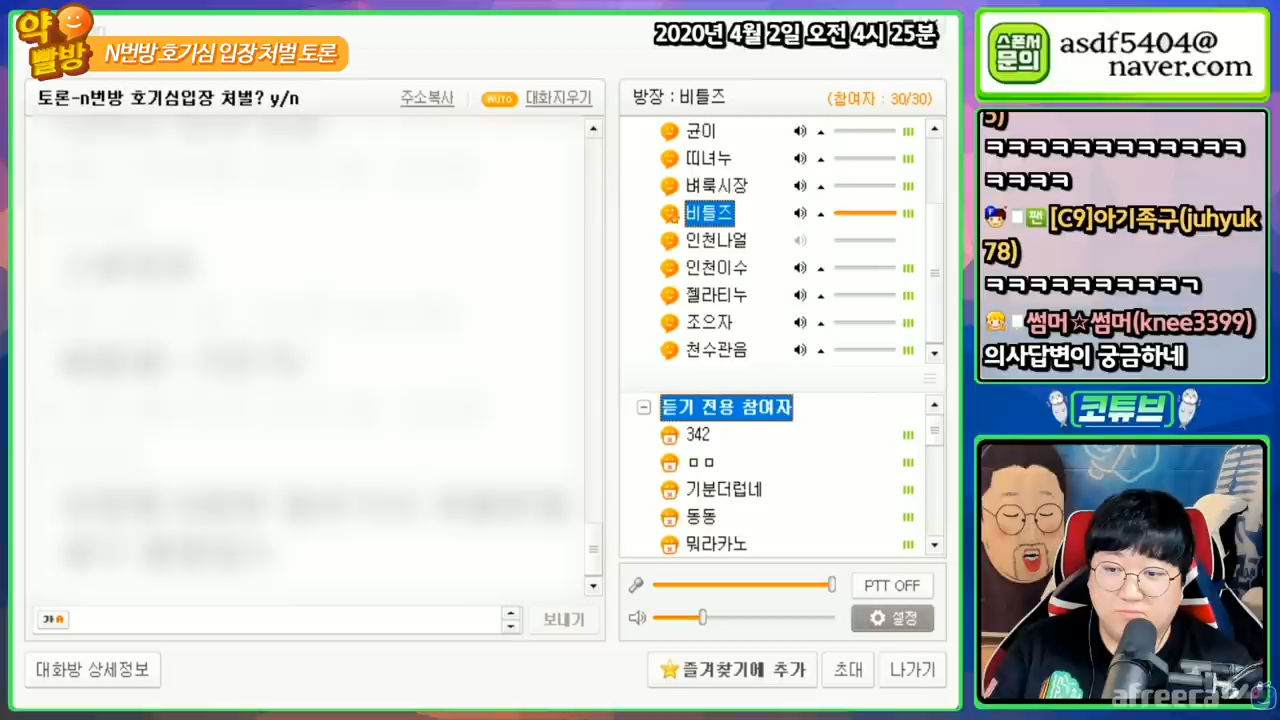 약빨방
N번방 호기심 입장 처벌 토론
2020년 4월 2일 오전 4시 25분
스폰서 문의
asdf5404@
naver.com
토론-n번방 호기심입장 처벌? y/n
주소복사
AUTO
대화지우기
방장 : 비틀즈
(참여자 : 30/30)
균이
띠녀누
벼룩시장
비틀즈
인천나얼
인천이수
젤라티누
조으자
천수관음
듣기 전용 참여자
342
ㅁㅁ
기분더럽네
동동
뭐라카노
가
보내기
PTT OFF
설정
대화방 상세정보
즐겨찾기에 추가
초대
나가기
5)
ㅋㅋㅋㅋㅋㅋㅋㅋㅋㅋㅋㅋ
ㅋㅋㅋㅋ
팬 [C9]아기족구(juhyuk
78)
ㅋㅋㅋㅋㅋㅋㅋㅋㅋㅋㄱ
썸머☆썸머(knee3399)
의사답변이 궁금하네
코튜브
afreeca